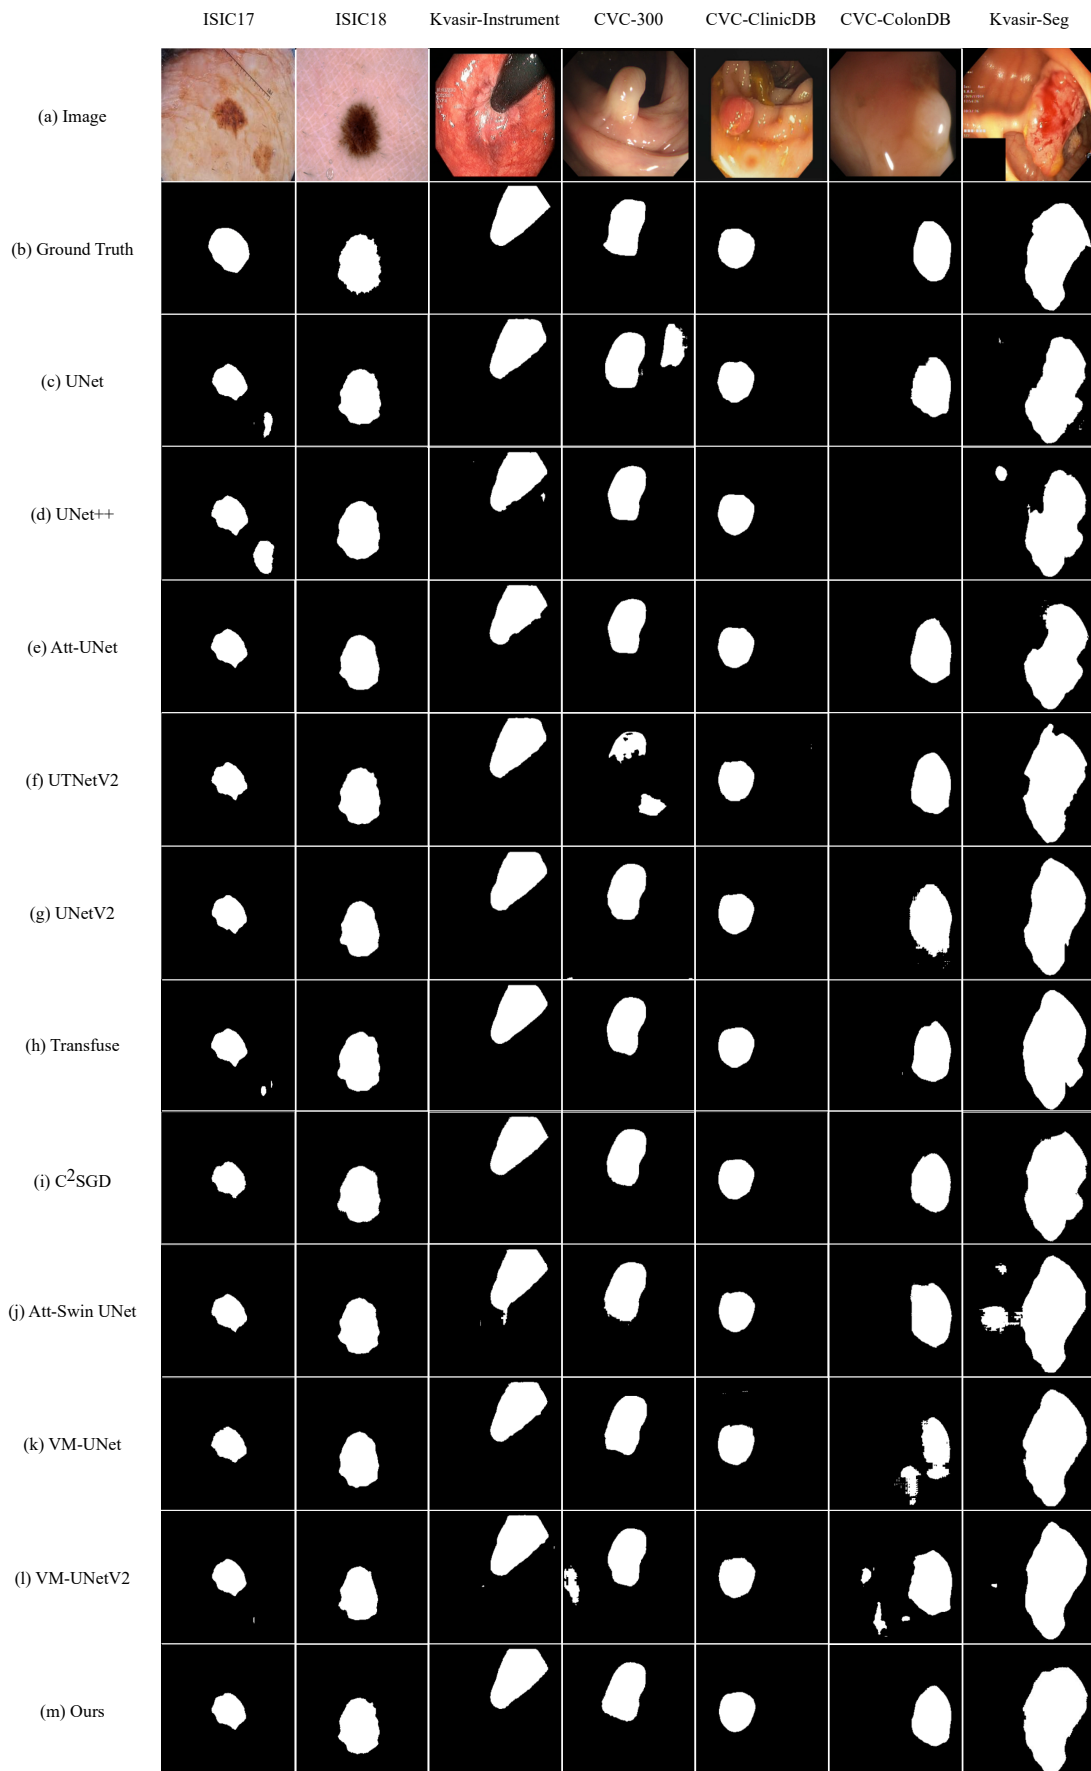 ISIC17 ISIC18 Kvasir-Instrument CVC-300 CVC-ClinicDB CVC-ColonDB Kvasir-Seg
(a) Image
(b) Ground Truth
(c) UNet
(d) UNet++
(e) Att-UNet
(f) UTNetV2
(g) UNetV2
(h) Transfuse
(i) C²SGD
(j) Att-Swin UNet
(k) VM-UNet
(l) VM-UNetV2
(m) Ours